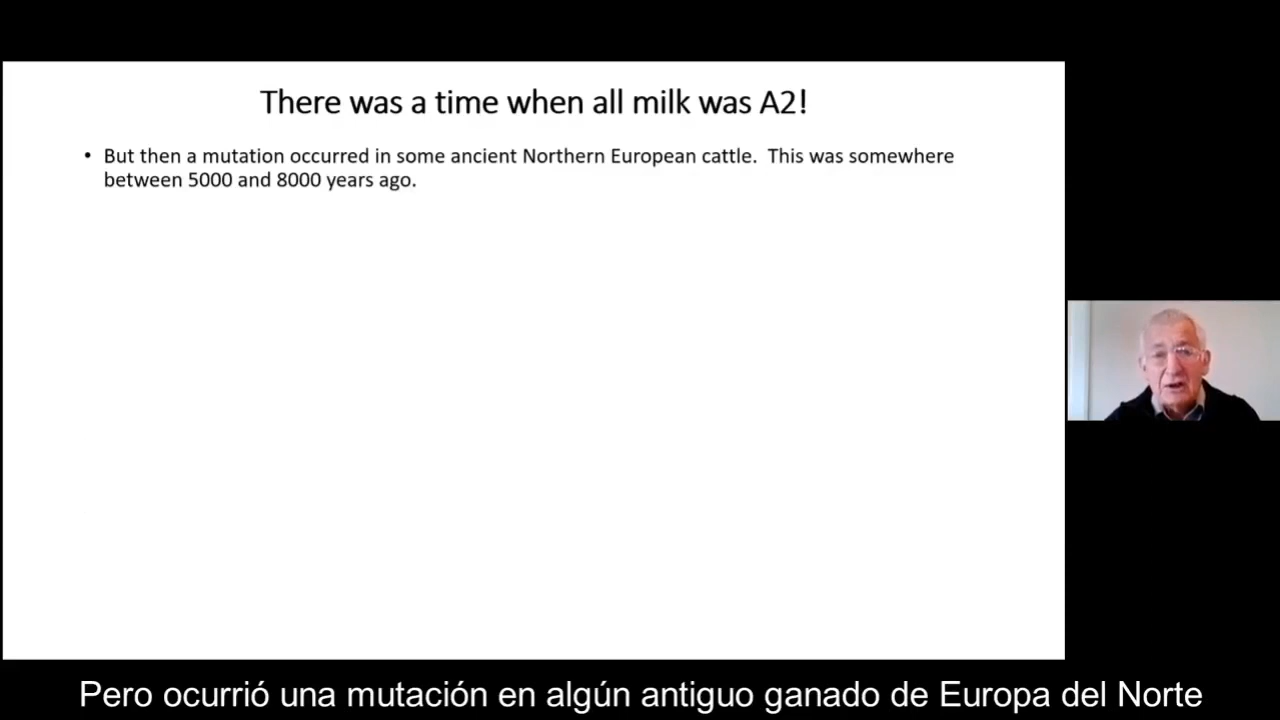 There was a time when all milk was A2!
• But then a mutation occurred in some ancient Northern European cattle.  This was somewhere
between 5000 and 8000 years ago.
Pero ocurrió una mutación en algún antiguo ganado de Europa del Norte